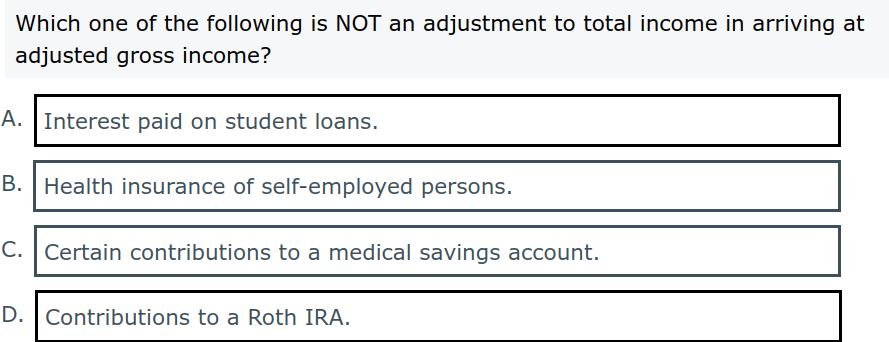 Which one of the following is NOT an adjustment to total income in arriving at
adjusted gross income?
A. Interest paid on student loans.
B. Health insurance of self-employed persons.
C. Certain contributions to a medical savings account.
D. Contributions to a Roth IRA.